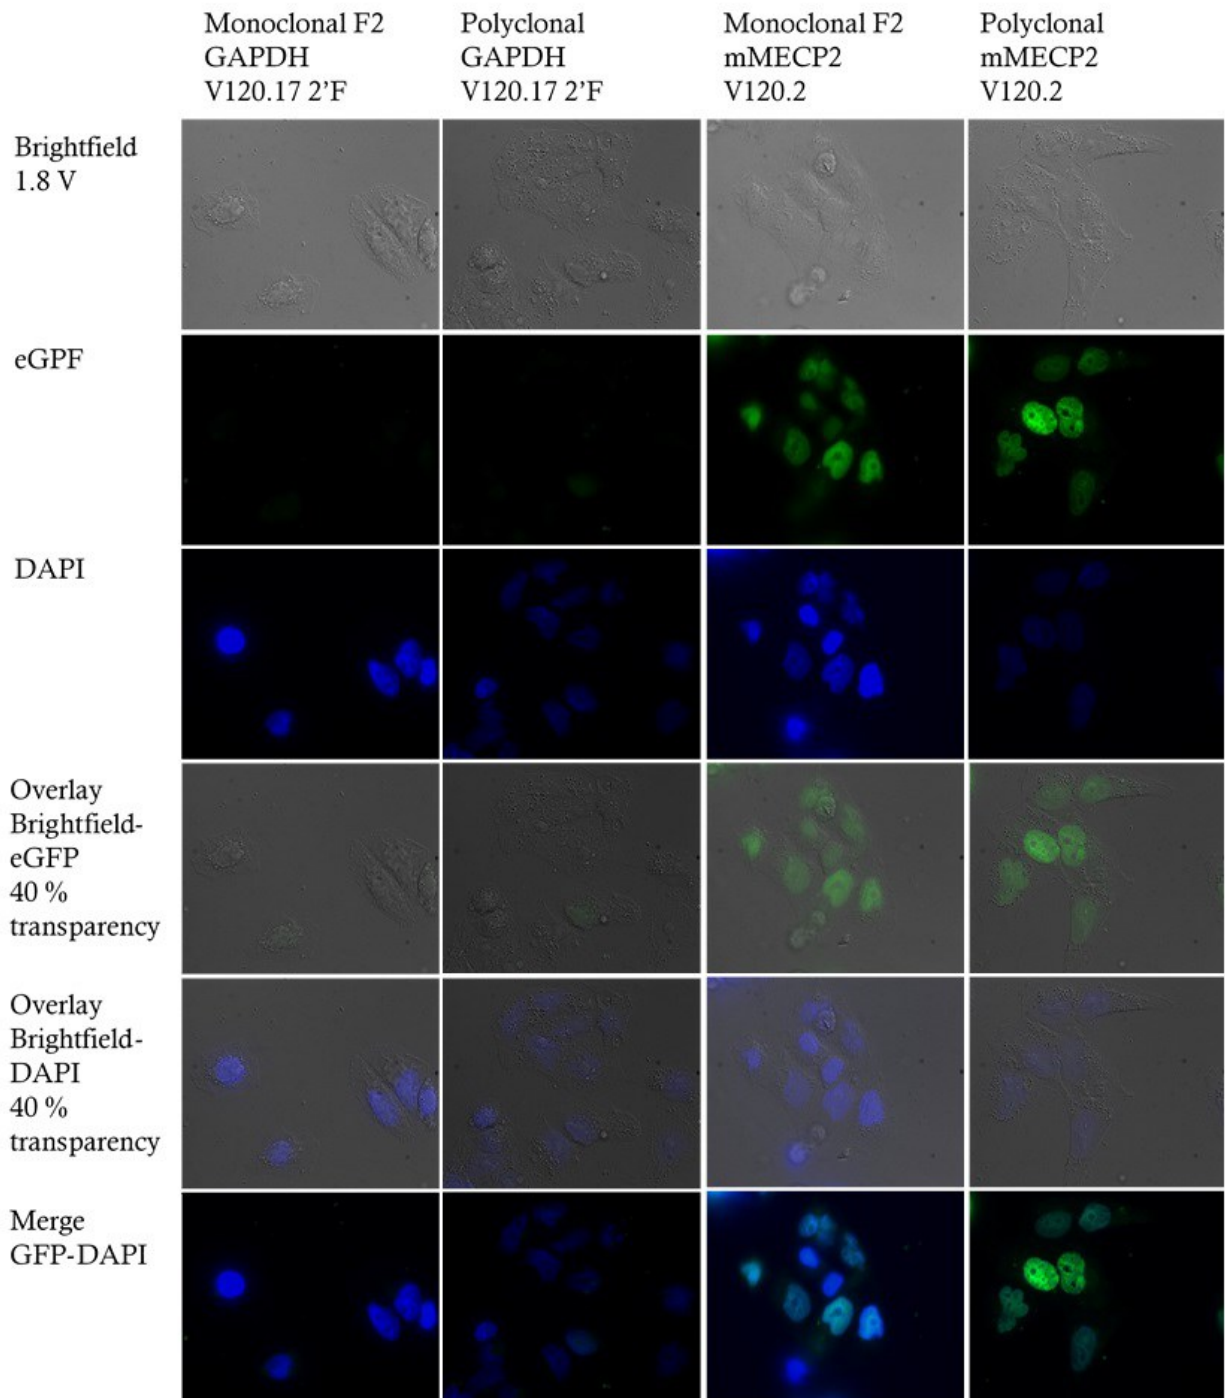 Monoclonal F2
GAPDH
V120.17 2’F
Polyclonal
GAPDH
V120.17 2’F
Monoclonal F2
mMECP2
V120.2
Polyclonal
mMECP2
V120.2
Brightfield
1.8 V
eGPF
DAPI
Overlay
Brightfield-
eGFP
40 %
transparency
Overlay
Brightfield-
DAPI
40 %
transparency
Merge
GFP-DAPI